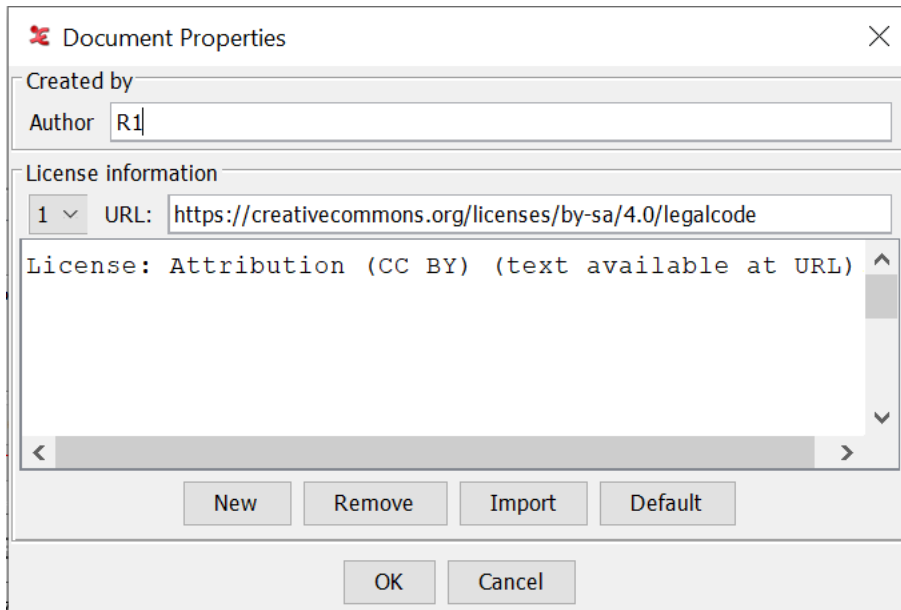 Document Properties
Created by
Author R1
License information
1 URL: https://creativecommons.org/licenses/by-sa/4.0/legalcode
License: Attribution (CC BY) (text available at URL)
New Remove Import Default
OK Cancel